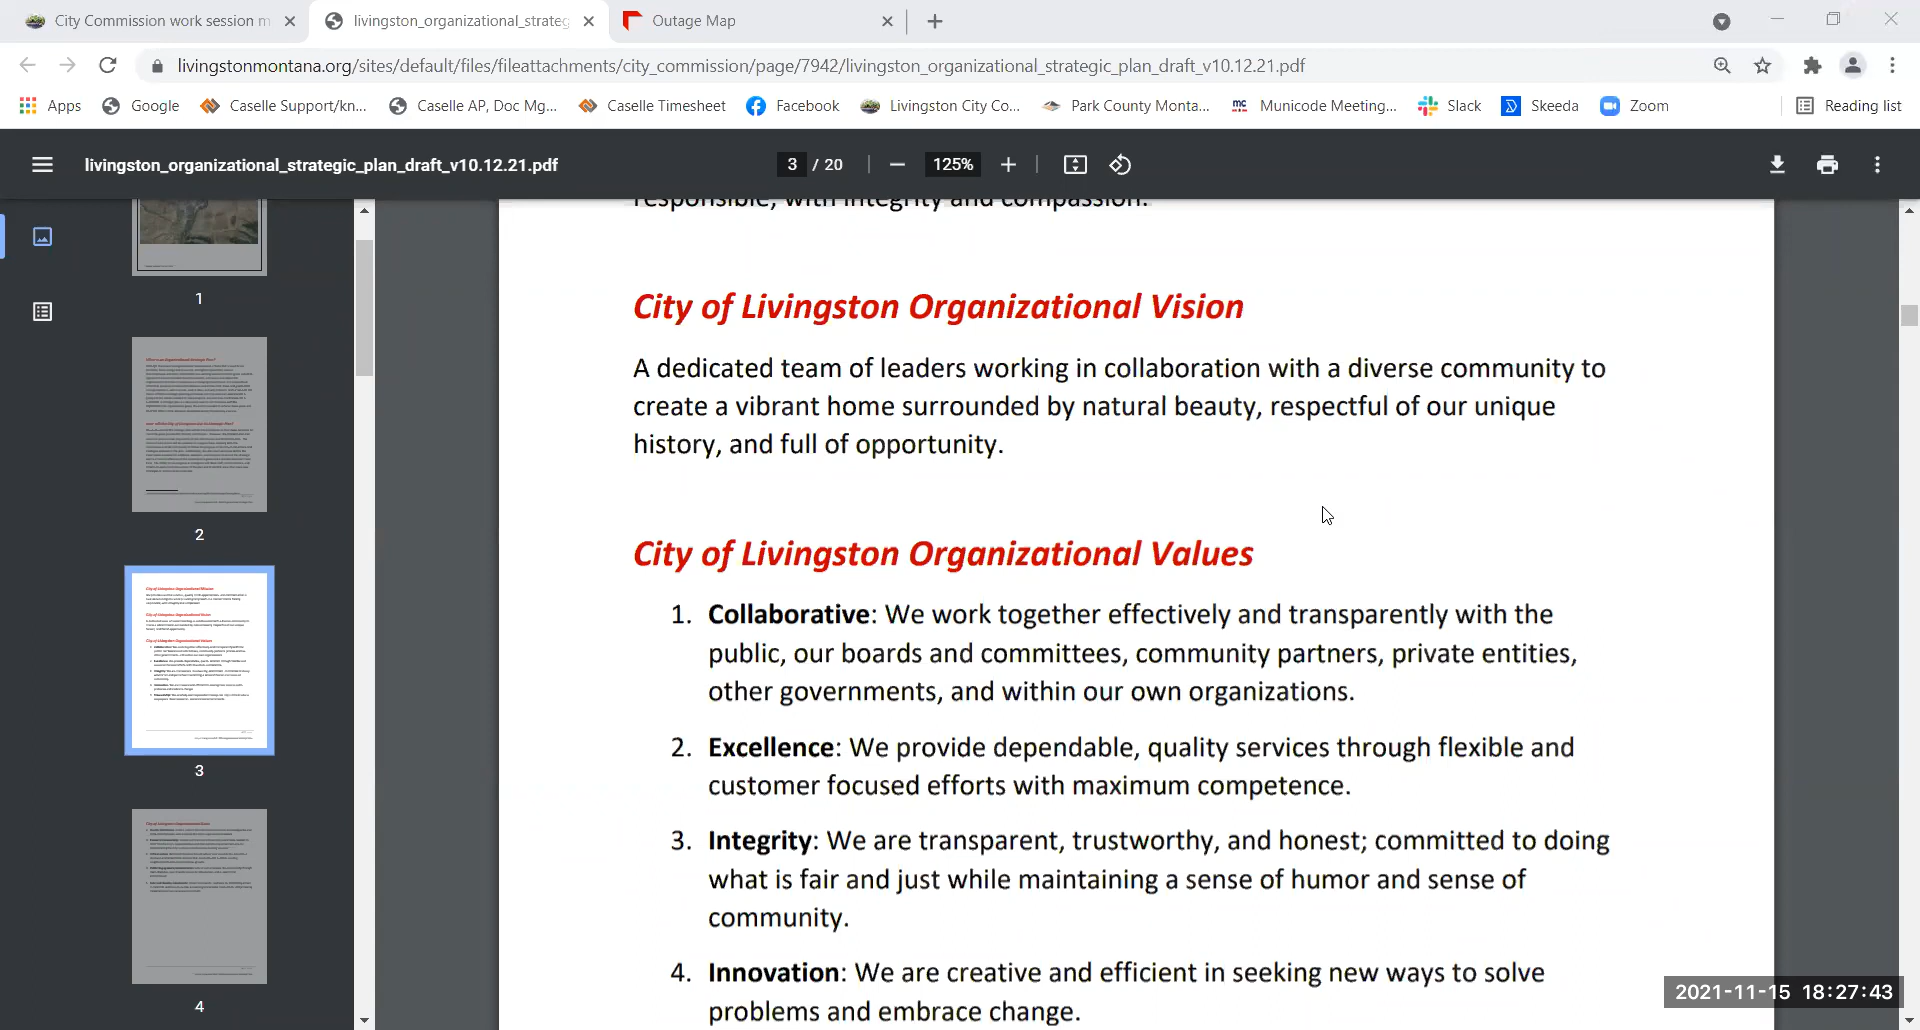 City Commission work session m
livingston_organizational_strateg
Outage Map
livingstonmontana.org/sites/default/files/fileattachments/city_commission/page/7942/livingston_organizational_strategic_plan_draft_v10.12.21.pdf
Apps
Google
Caselle Support/kn...
Caselle AP, Doc Mg...
Caselle Timesheet
Facebook
Livingston City Co...
Park County Monta...
mc
Municode Meeting...
Slack
Skeeda
Zoom
Reading list
livingston_organizational_strategic_plan_draft_v10.12.21.pdf
3 / 20
125%
1
2
3
4
responsible, with integrity and compassion.
City of Livingston Organizational Vision
A dedicated team of leaders working in collaboration with a diverse community to
create a vibrant home surrounded by natural beauty, respectful of our unique
history, and full of opportunity.
City of Livingston Organizational Values
1. Collaborative: We work together effectively and transparently with the
public, our boards and committees, community partners, private entities,
other governments, and within our own organizations.
2. Excellence: We provide dependable, quality services through flexible and
customer focused efforts with maximum competence.
3. Integrity: We are transparent, trustworthy, and honest; committed to doing
what is fair and just while maintaining a sense of humor and sense of
community.
4. Innovation: We are creative and efficient in seeking new ways to solve
problems and embrace change.
2021-11-15 18:27:43